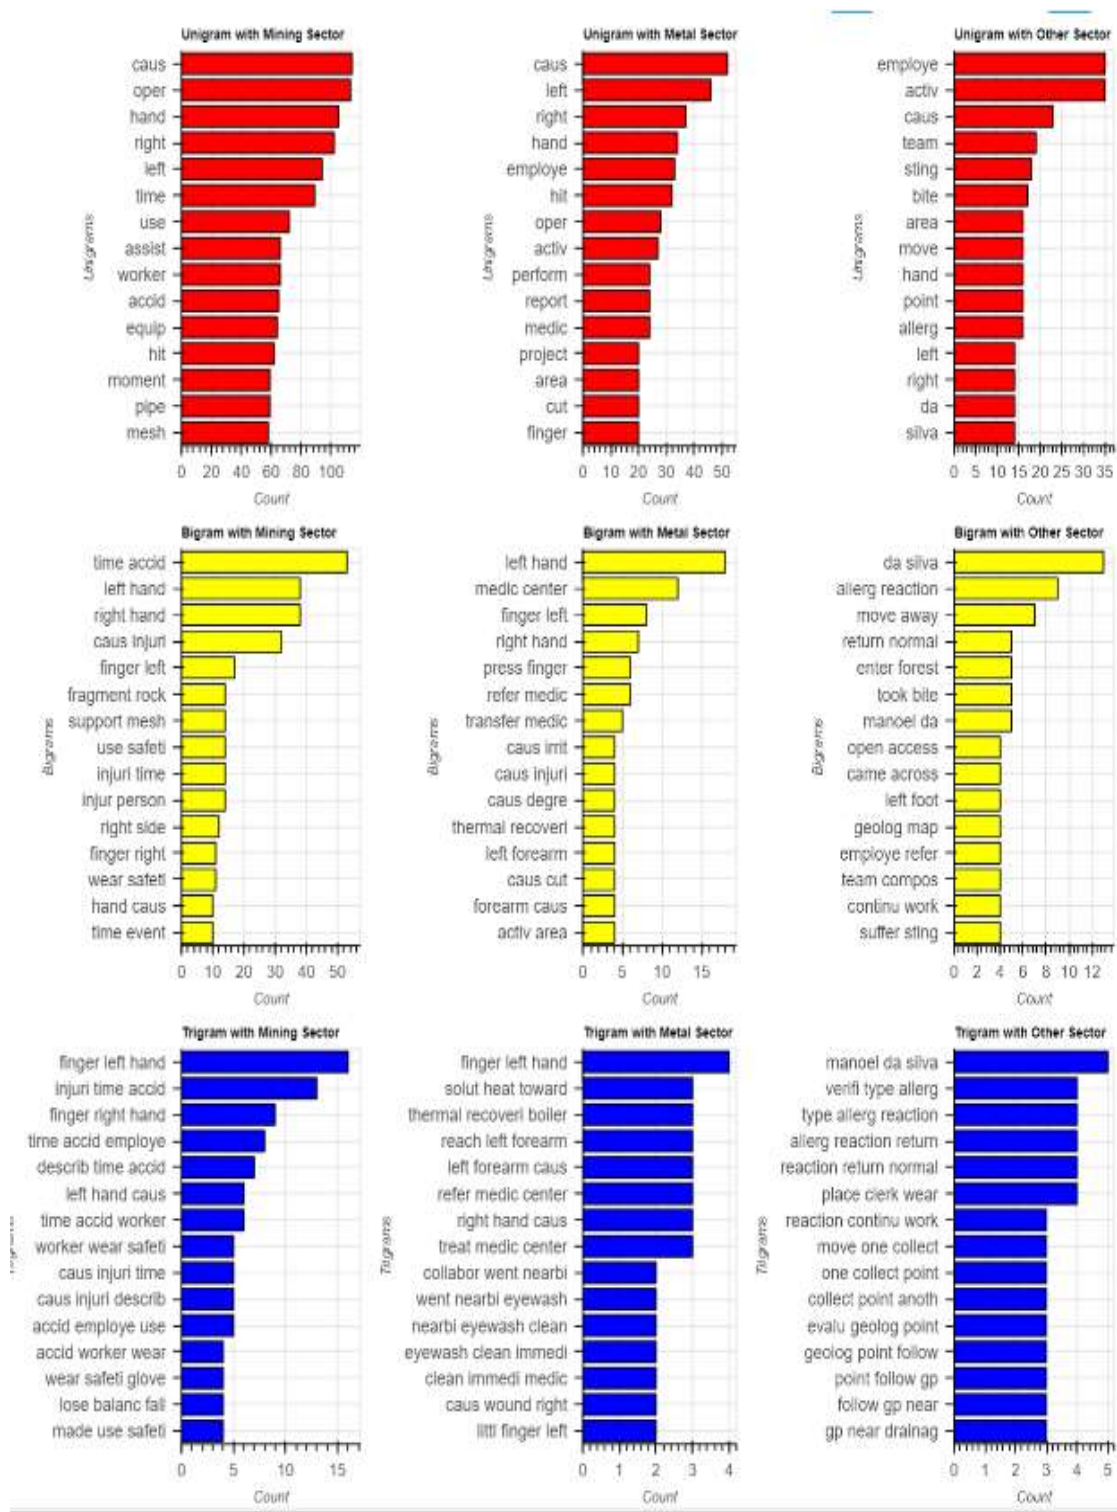 Unigram with Mining Sector
caus
oper
hand
right
left
time
use
assist
worker
accid
equip
hit
moment
pipe
mesh
Unigrams
0 20 40 60 80 100
Count
Unigram with Metal Sector
caus
left
right
hand
employe
hit
oper
activ
perform
report
medic
project
area
cut
finger
Unigrams
0 10 20 30 40 50
Count
Unigram with Other Sector
employe
activ
caus
team
sting
bite
area
move
hand
point
allerg
left
right
da
silva
Unigrams
0 5 10 15 20 25 30 35
Count
Bigram with Mining Sector
time accid
left hand
right hand
caus injuri
finger left
fragment rock
support mesh
use safeti
injuri time
injur person
right side
finger right
wear safeti
hand caus
time event
Bigrams
0 10 20 30 40 50
Count
Bigram with Metal Sector
left hand
medic center
finger left
right hand
press finger
refer medic
transfer medic
caus irrit
caus injuri
caus degre
thermal recoveri
left forearm
caus cut
forearm caus
activ area
Bigrams
0 5 10 15
Count
Bigram with Other Sector
da silva
allerg reaction
move away
return normal
enter forest
took bite
manoel da
open access
came across
left foot
geolog map
employe refer
team compos
continu work
suffer sting
Bigrams
0 2 4 6 8 10 12
Count
Trigram with Mining Sector
finger left hand
injuri time accid
finger right hand
time accid employe
describ time accid
left hand caus
time accid worker
worker wear safeti
caus injuri time
caus injuri describ
accid employe use
accid worker wear
wear safeti glove
lose balanc fall
made use safeti
0 5 10 15
Count
Trigram with Metal Sector
finger left hand
solut heat toward
thermal recoveri boiler
reach left forearm
left forearm caus
refer medic center
right hand caus
treat medic center
collabor went nearbi
went nearbi eyewash
nearbi eyewash clean
eyewash clean immedi
clean immedi medic
caus wound right
littl finger left
Trigrams
0 1 2 3 4
Count
Trigram with Other Sector
manoel da silva
verifi type allerg
type allerg reaction
allerg reaction return
reaction return normal
place clerk wear
reaction continu work
move one collect
one collect point
collect point anoth
evalu geolog point
geolog point follow
point follow gp
follow gp near
gp near drainag
Trigrams
0 1 2 3 4 5
Count